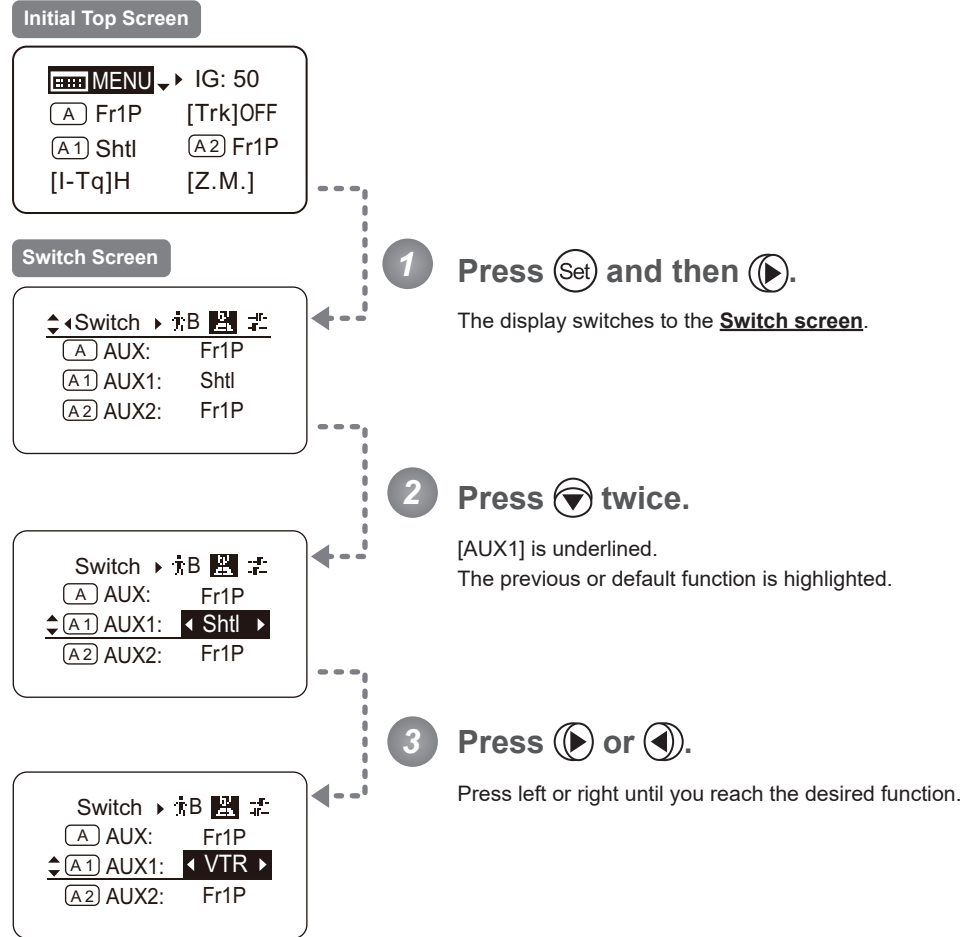 Initial Top Screen
MENU IG: 50
A Fr1P [Trk]OFF
A1 Shtl A2 Fr1P
[I-Tq]H [Z.M.]
Switch Screen
1 Press Set and then ▶.
The display switches to the Switch screen.
Switch B
A AUX: Fr1P
A1 AUX1: Shtl
A2 AUX2: Fr1P
2 Press ▼ twice.
[AUX1] is underlined.
The previous or default function is highlighted.
Switch B
A AUX: Fr1P
A1 AUX1: Shtl
A2 AUX2: Fr1P
3 Press ▶ or ◀.
Press left or right until you reach the desired function.
Switch B
A AUX: Fr1P
A1 AUX1: VTR
A2 AUX2: Fr1P